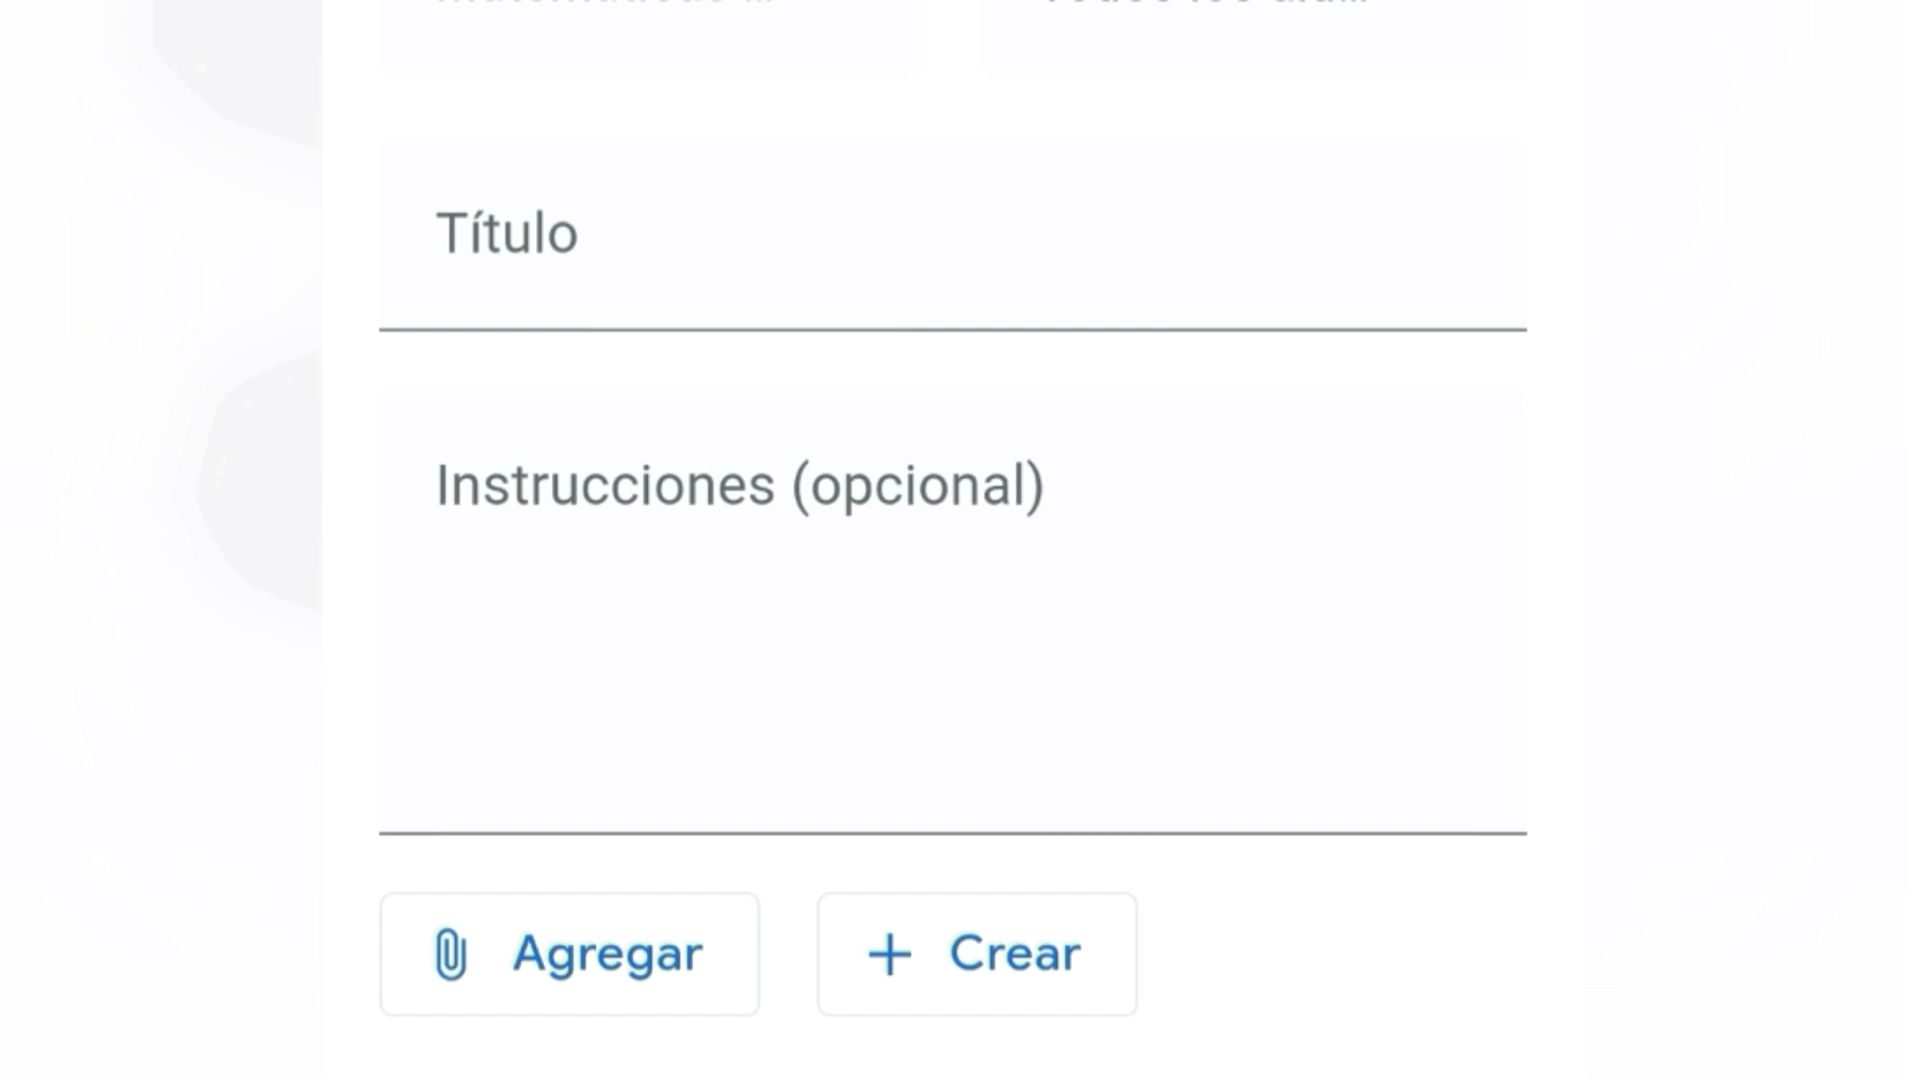 Título
Instrucciones (opcional)
Agregar
Crear